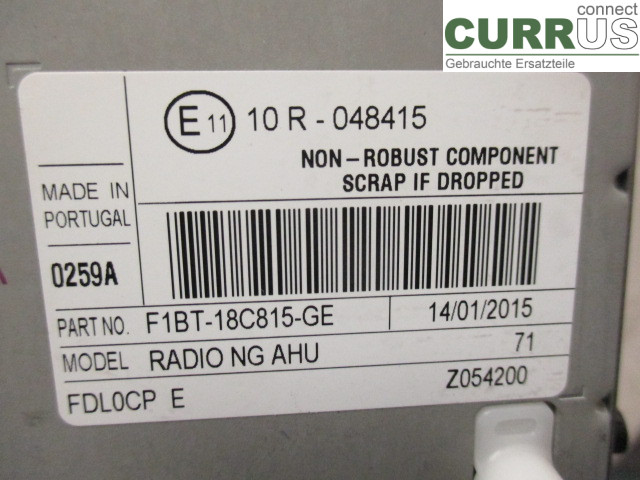 connect
CURRUS
Gebrauchte Ersatzteile
E 11 10 R - 048415
NON-ROBUST COMPONENT
SCRAP IF DROPPED
MADE IN
PORTUGAL
0259A
PART NO. F1BT-18C815-GE 14/01/2015
MODEL RADIO NG AHU 71
FDL0CP E Z054200